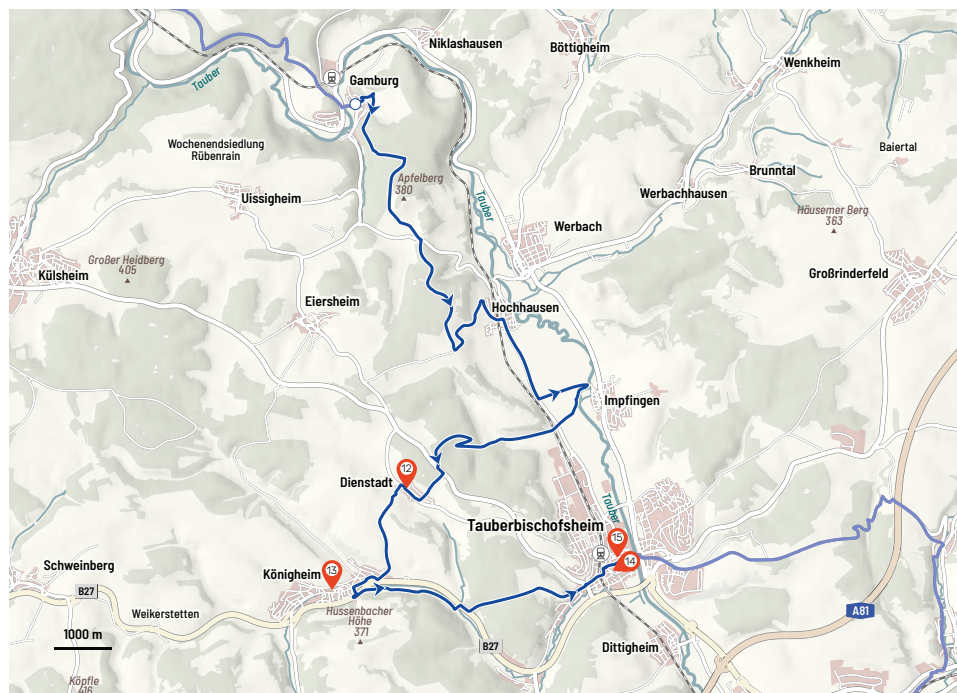 Niklashausen
Böttigheim
Wenkheim
Tauber
Gamburg
Wochenendsiedlung
Rübenrain
Baiertal
Brunntal
Apfelberg
380
Uissigheim
Werbachhausen
Tauber
Häusemer Berg
363
Werbach
Großer Heidberg
405
Külsheim
Großrinderfeld
Eiersheim
Hochhausen
Impfingen
12
Dienstadt
Tauber
Tauberbischofsheim
15
14
Schweinberg
Königheim
13
B27
Weikerstetten
Hussenbacher
Höhe
371
A81
1000 m
B27
Dittigheim
Köpfle
416